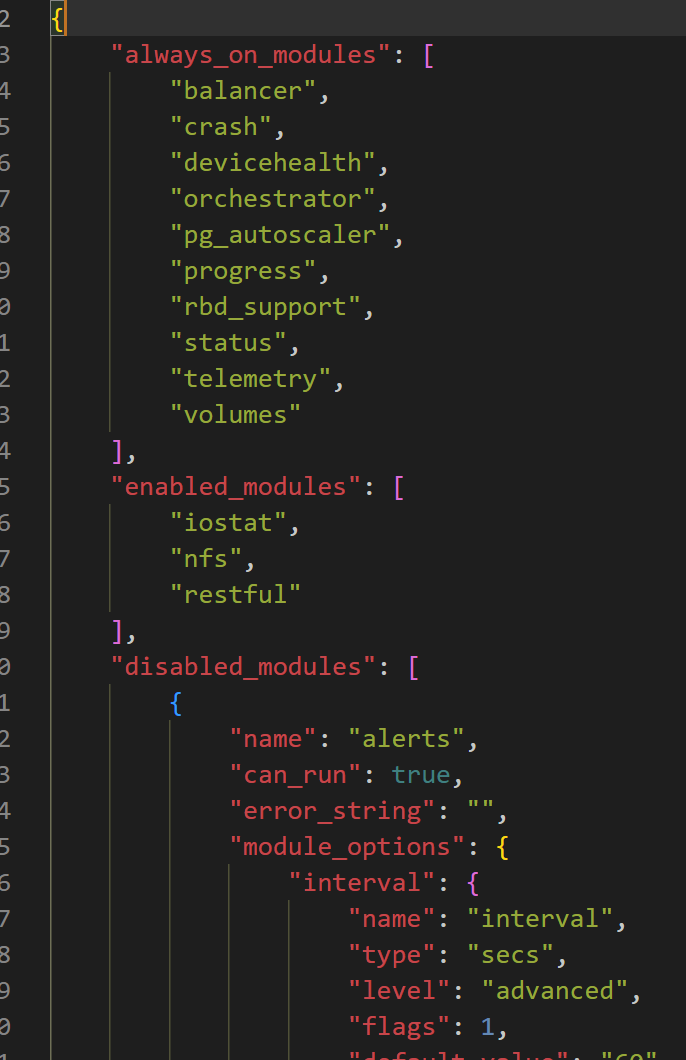 2 {
3 "always_on_modules": [
4 "balancer",
5 "crash",
6 "devicehealth",
7 "orchestrator",
8 "pg_autoscaler",
9 "progress",
0 "rbd_support",
1 "status",
2 "telemetry",
3 "volumes"
4 ],
5 "enabled_modules": [
6 "iostat",
7 "nfs",
8 "restful"
9 ],
0 "disabled_modules": [
1 {
2 "name": "alerts",
3 "can_run": true,
4 "error_string": "",
5 "module_options": {
6 "interval": {
7 "name": "interval",
8 "type": "secs",
9 "level": "advanced",
0 "flags": 1,
1 "default_value": "60"